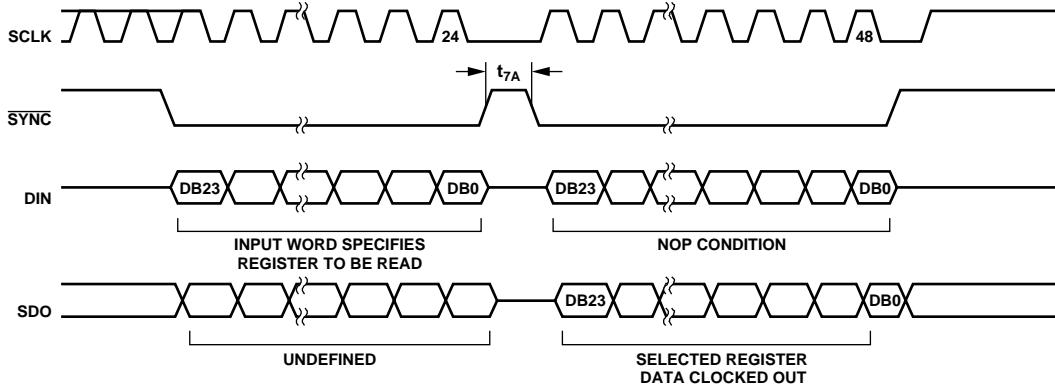 SCLK
24
48
t7A
SYNC
DIN
DB23
DB0
DB23
DB0
INPUT WORD SPECIFIES
REGISTER TO BE READ
NOP CONDITION
SDO
DB23
DB0
UNDEFINED
SELECTED REGISTER
DATA CLOCKED OUT